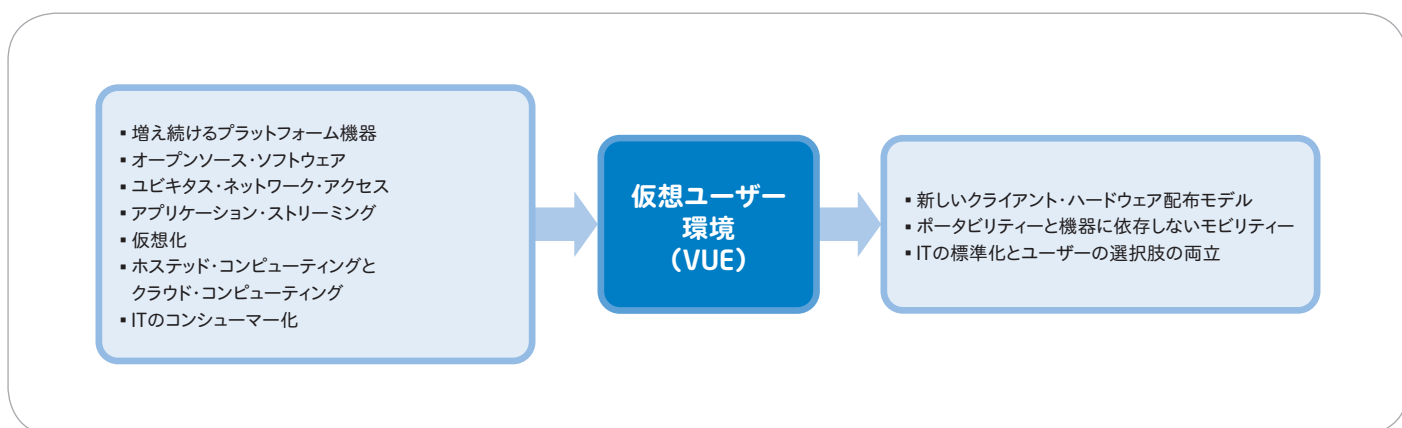 ▪ 増え続けるプラットフォーム機器
▪ オープンソース・ソフトウェア
▪ ユビキタス・ネットワーク・アクセス
▪ アプリケーション・ストリーミング
▪ 仮想化
▪ ホステッド・コンピューティングと
クラウド・コンピューティング
▪ ITのコンシューマー化
仮想ユーザー
環境
（VUE）
▪ 新しいクライアント・ハードウェア配布モデル
▪ ポータビリティーと機器に依存しないモビリティー
▪ ITの標準化とユーザーの選択肢の両立